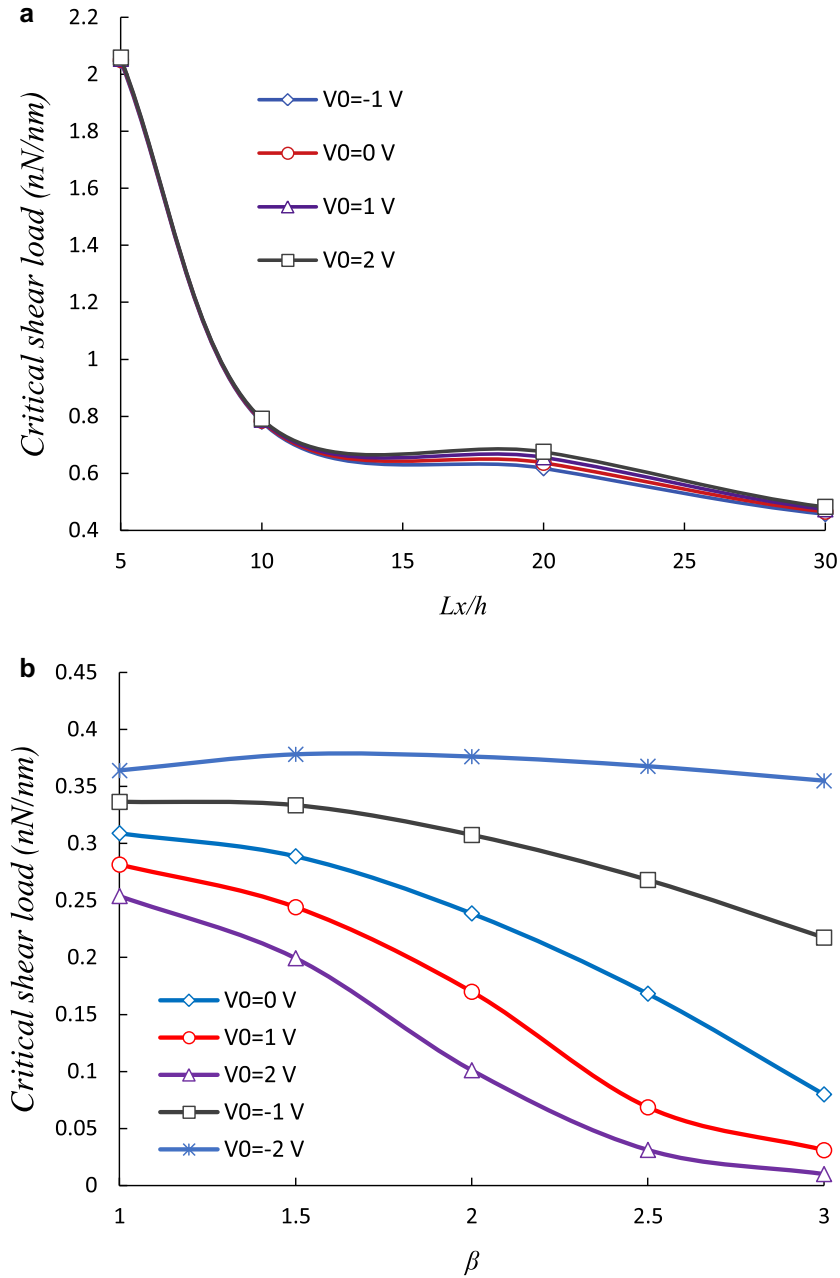 a
2.2
2
1.8
1.6
1.4
1.2
1
0.8
0.6
0.4
Critical shear load (nN/nm)
V0=-1 V
V0=0 V
V0=1 V
V0=2 V
5 10 15 20 25 30
Lx/h
b
0.45
0.4
0.35
0.3
0.25
0.2
0.15
0.1
0.05
0
Critical shear load (nN/nm)
V0=0 V
V0=1 V
V0=2 V
V0=-1 V
V0=-2 V
1 1.5 2 2.5 3
β